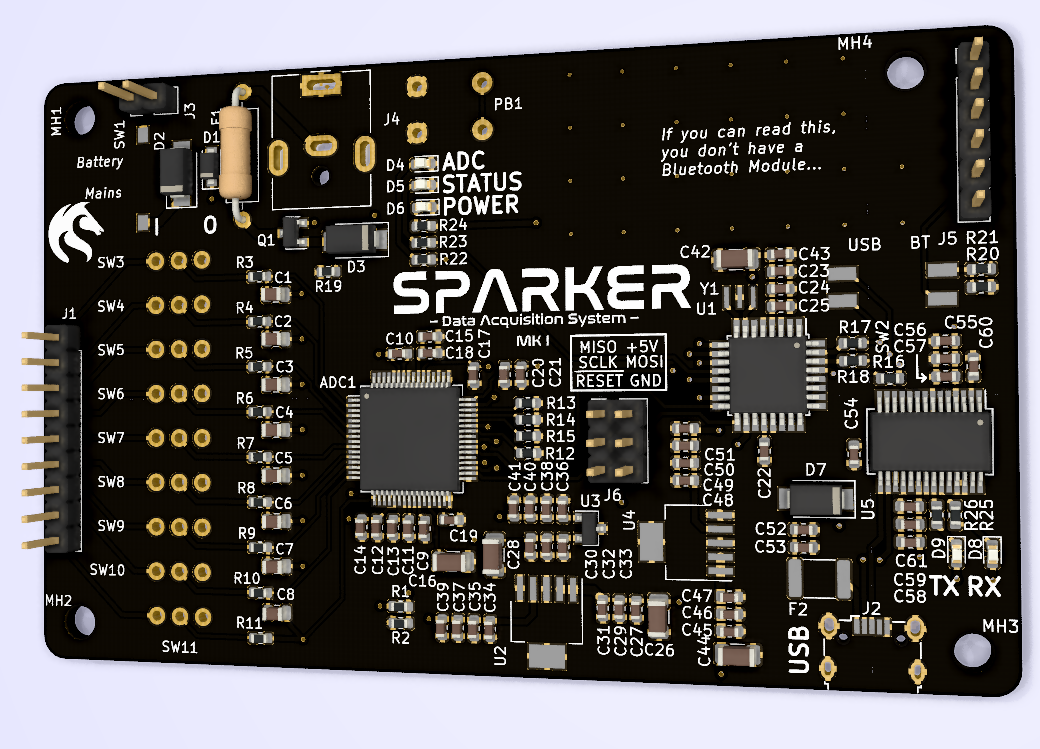 MH1
SW1
J3
D2
D1
F1
Battery
Mains
I O
J4
PB1
D4 ADC
D5 STATUS
D6 POWER
R24
R23
R22
Q1
D3
R19
MH4
If you can read this,
you don't have a
Bluetooth Module...
USB
BT
J5
R21
R20
SPARKER
- Data Acquisition System -
MK I
MISO +5V
SCLK MOSI
RESET GND
J6
J1
SW3
SW4
SW5
SW6
SW7
SW8
SW9
SW10
SW11
MH2
R3
C1
R4
C2
R5
C3
R6
C4
R7
C5
R8
C6
R9
C7
R10
C8
R11
ADC1
C10
C15
C18
C17
C20
C21
R13
R14
R15
R12
C41
C40
C38
C36
C14
C12
C13
C11
C9
C19
C16
C28
R1
R2
C39
C37
C35
C34
U2
U3
C30
C32
C33
U4
C31
C29
C27
C26
C42
C43
C23
C24
C25
Y1
U1
R17
R18
SW2
R16
C56
C57
C55
C60
C54
C51
C50
C49
C48
C22
D7
U5
C52
C53
F2
C47
C46
C45
C44
R26
R25
D9
D8
C61
C59
C58
TX RX
J2
USB
MH3